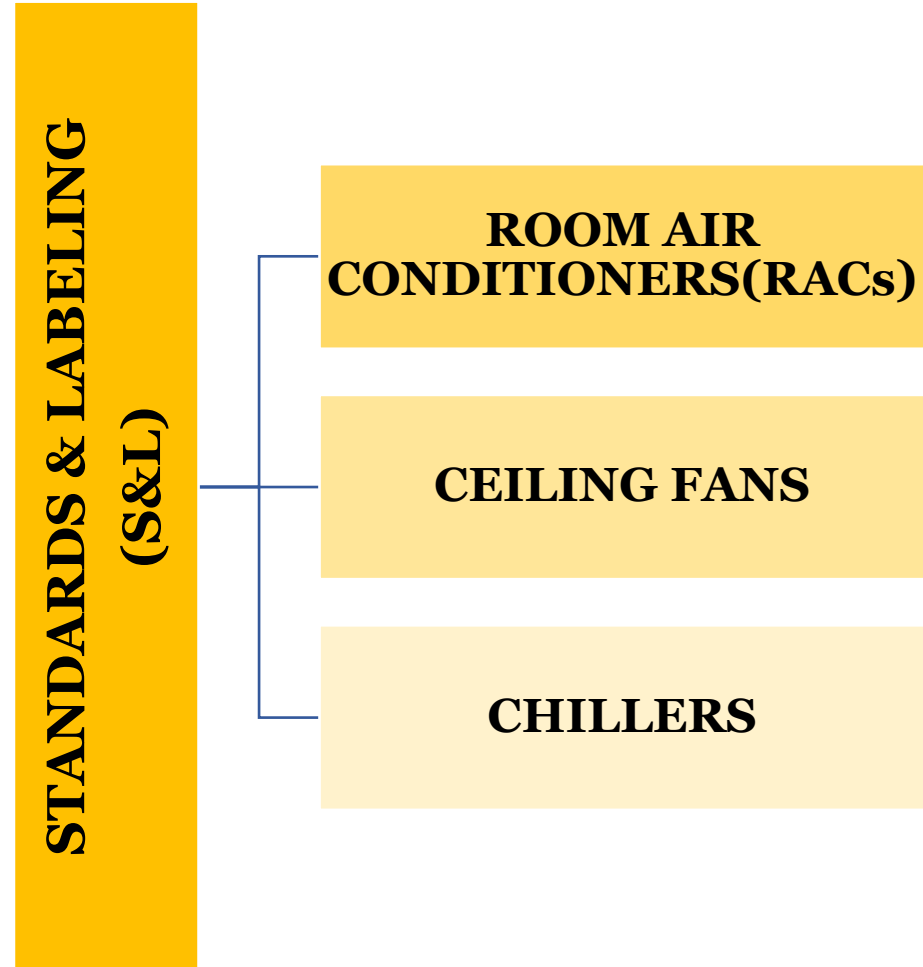 STANDARDS & LABELING
(S&L)
ROOM AIR
CONDITIONERS(RACs)
CEILING FANS
CHILLERS